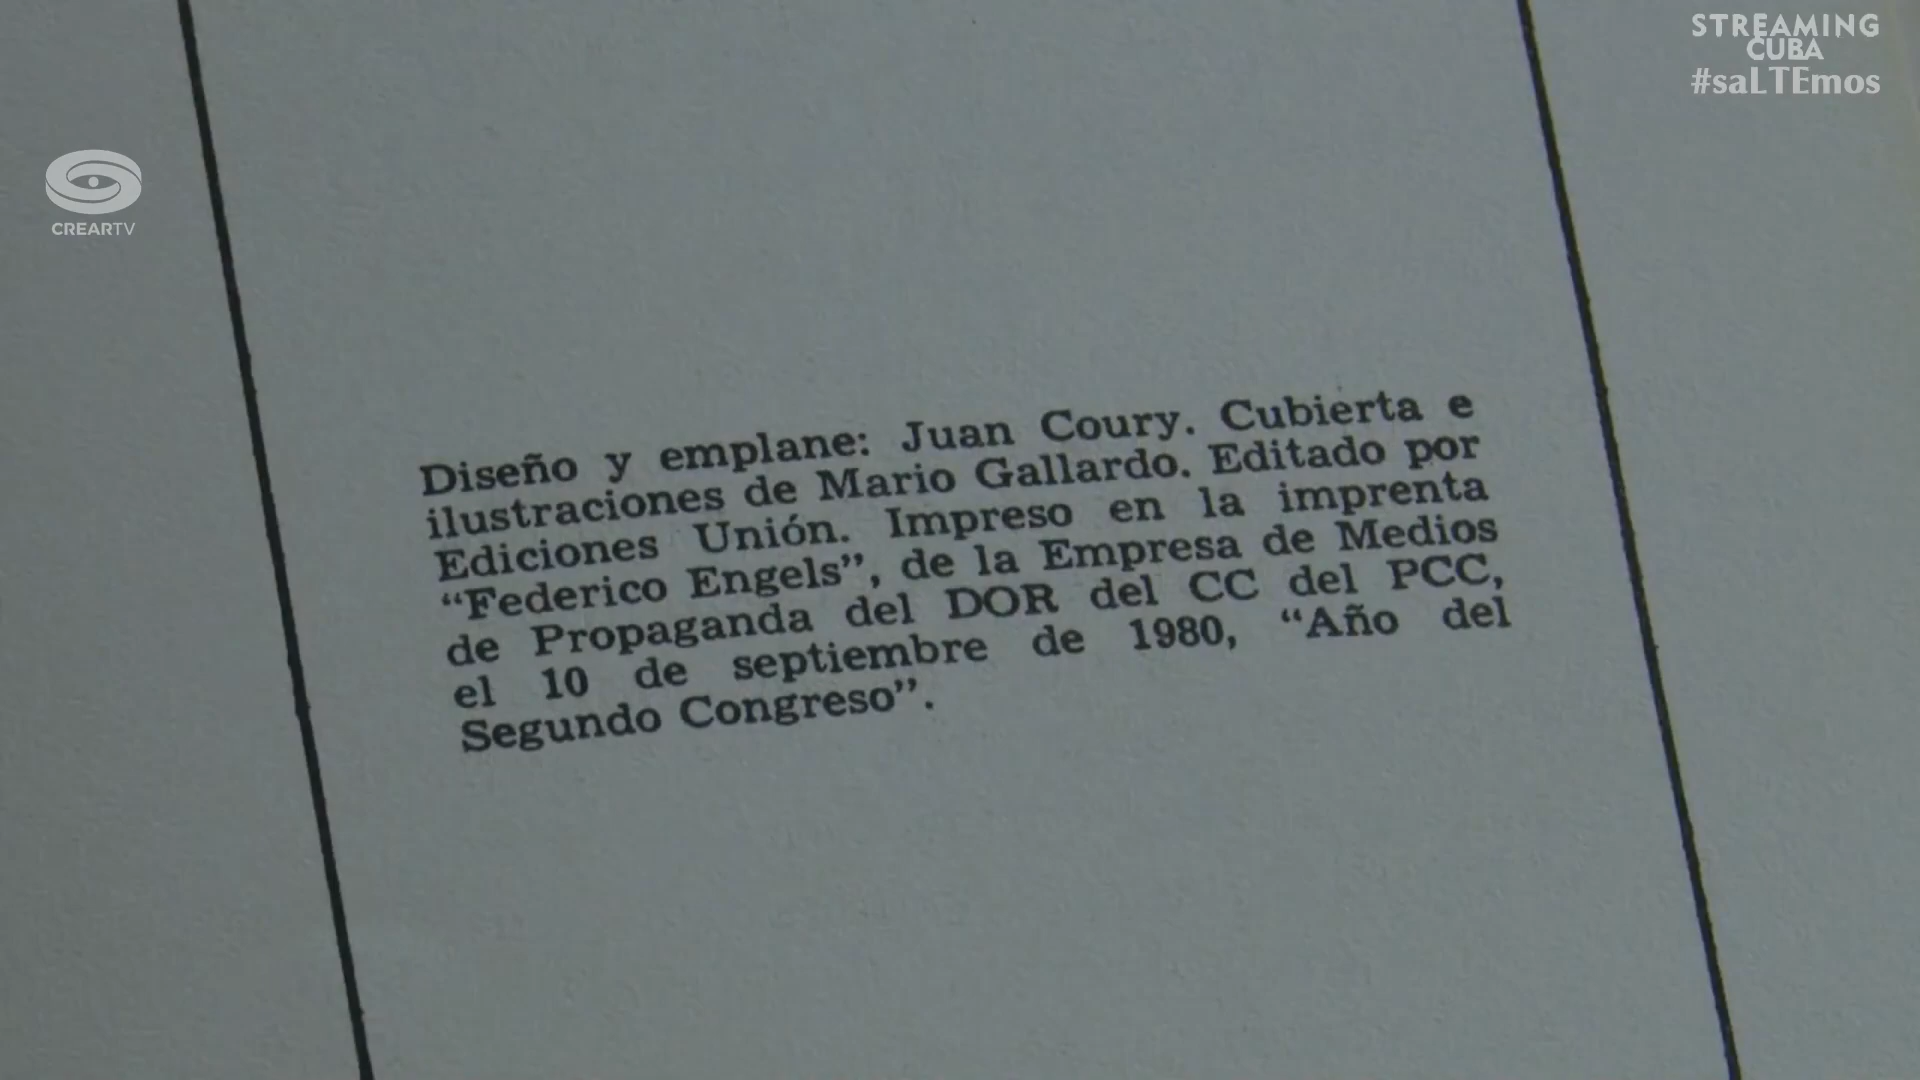 STREAMING
CUBA
#saLTEmos
CREARTV
Diseño y emplane: Juan Coury. Cubierta e
ilustraciones de Mario Gallardo. Editado por
Ediciones Unión. Impreso en la imprenta
“Federico Engels”, de la Empresa de Medios
de Propaganda del DOR del CC del PCC,
el 10 de septiembre de 1980, “Año del
Segundo Congreso”.